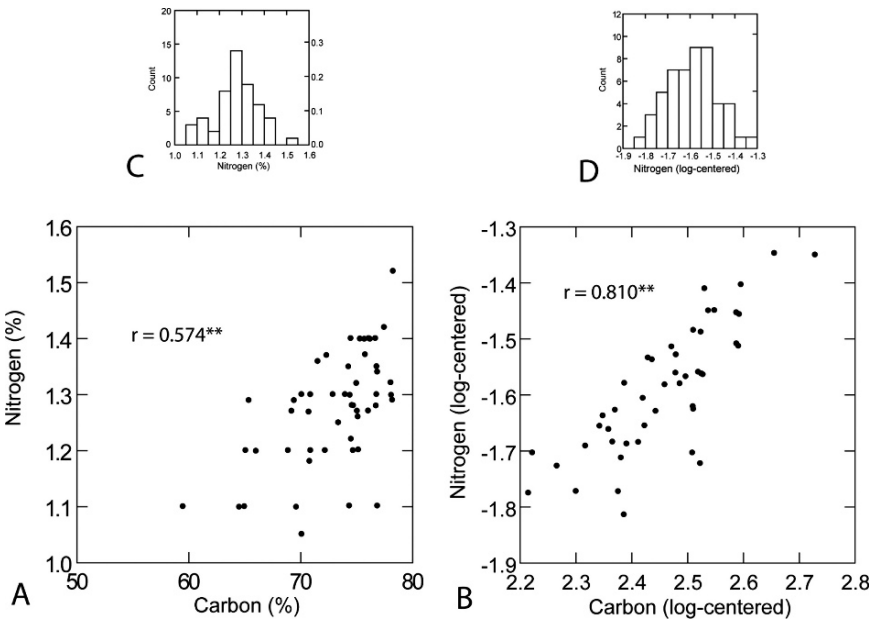 20
15
10
5
0
Count
0.3
0.2
0.1
0.0
1.0 1.1 1.2 1.3 1.4 1.5 1.6
Nitrogen (%)
C
12
10
8
6
4
2
0
Count
-1.9 -1.8 -1.7 -1.6 -1.5 -1.4 -1.3
Nitrogen (log-centered)
D
1.6
1.5
1.4
1.3
1.2
1.1
1.0
Nitrogen (%)
r = 0.574**
50 60 70 80
Carbon (%)
A
-1.3
-1.4
-1.5
-1.6
-1.7
-1.8
-1.9
Nitrogen (log-centered)
r = 0.810**
2.2 2.3 2.4 2.5 2.6 2.7 2.8
Carbon (log-centered)
B